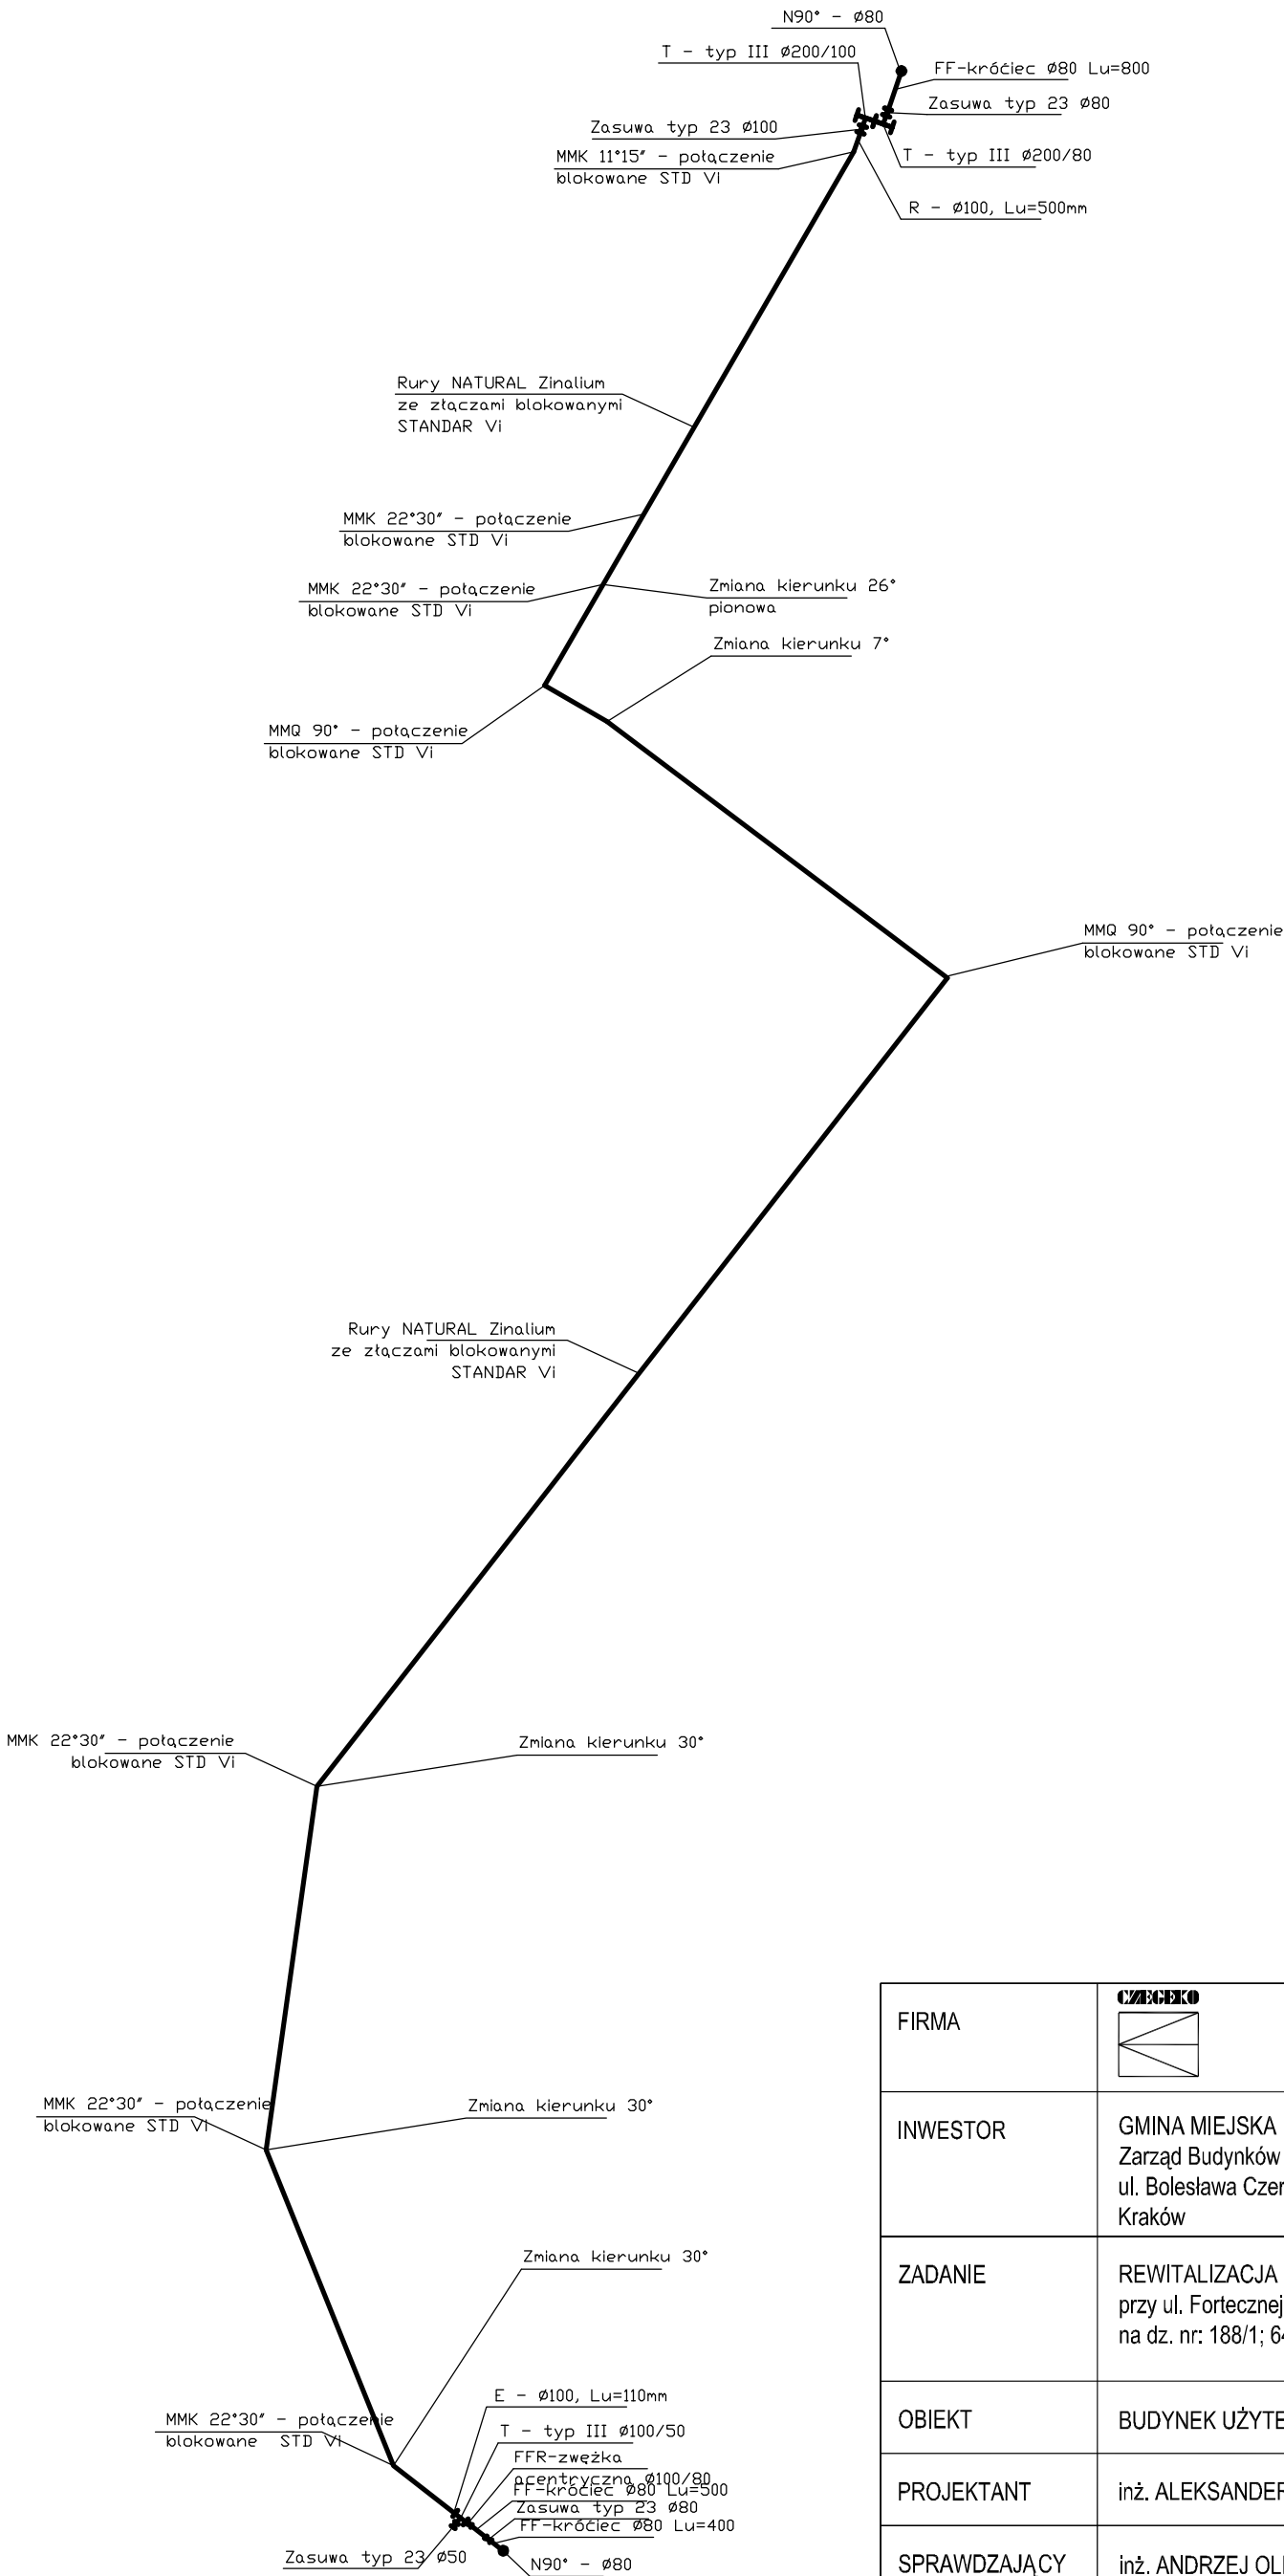 N90° - Ø80
T - typ III Ø200/100
FF-króćiec Ø80 Lu=800
Zasuwa typ 23 Ø80
Zasuwa typ 23 Ø100
MMK 11°15" - połączenie
blokowane STD Vi
T - typ III Ø200/80
R - Ø100, Lu=500mm
Rury NATURAL Zinalium
ze złączami blokowanymi
STANDAR Vi
MMK 22°30" - połączenie
blokowane STD Vi
MMK 22°30" - połączenie
blokowane STD Vi
Zmiana kierunku 26°
pionowa
Zmiana kierunku 7°
MMQ 90° - połączenie
blokowane STD Vi
MMQ 90° - połączenie
blokowane STD Vi
Rury NATURAL Zinalium
ze złączami blokowanymi
STANDAR Vi
MMK 22°30" - połączenie
blokowane STD Vi
Zmiana kierunku 30°
MMK 22°30" - połączenie
blokowane STD Vi
Zmiana kierunku 30°
Zmiana kierunku 30°
MMK 22°30" - połączenie
blokowane STD Vi
E - Ø100, Lu=110mm
T - typ III Ø100/50
FFR-zwężka
acentryczna Ø100/80
FF-króćiec Ø80 Lu=500
Zasuwa typ 23 Ø80
FF-króćiec Ø80 Lu=400
Zasuwa typ 23 Ø50
N90° - Ø80
FIRMA
CZEGEKO
INWESTOR
GMINA MIEJSKA
Zarząd Budynków
ul. Bolesława Czer
Kraków
ZADANIE
REWITALIZACJA
przy ul. Fortecznej
na dz. nr: 188/1; 64
OBIEKT
BUDYNEK UŻYTE
PROJEKTANT
inż. ALEKSANDER
SPRAWDZAJĄCY
inż. ANDRZEJ OL